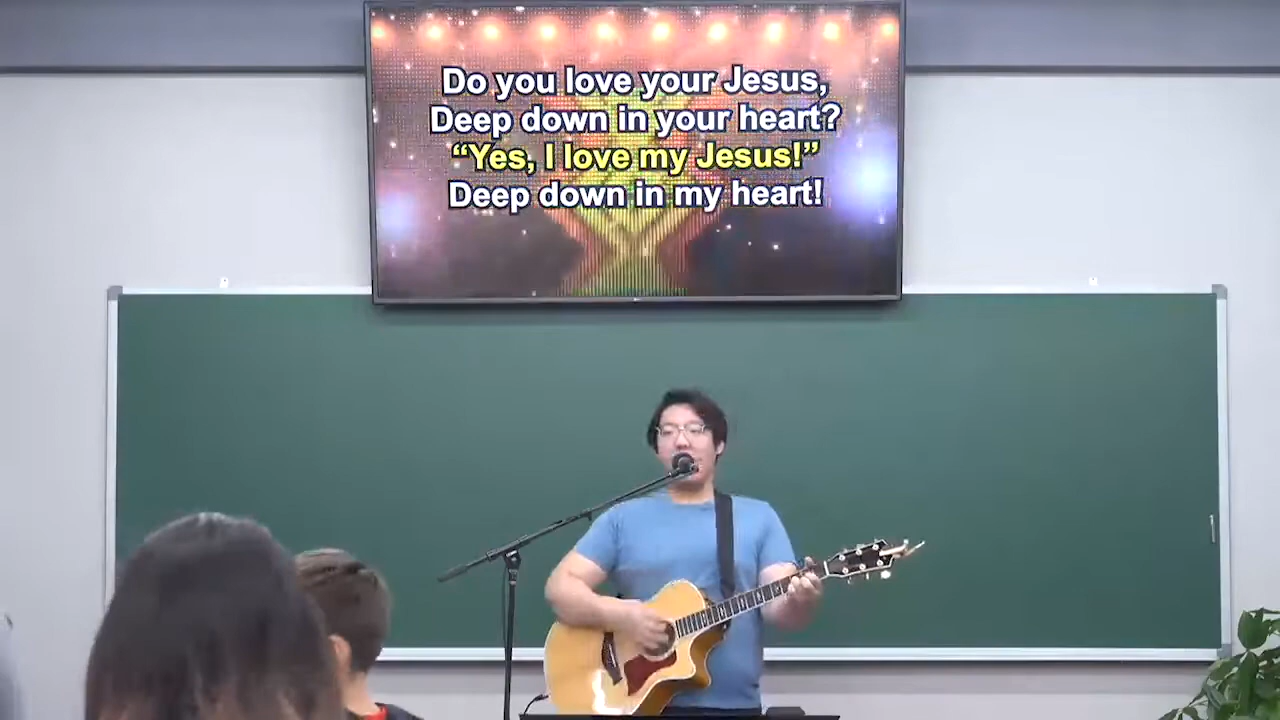 Do you love your Jesus,
Deep down in your heart?
“Yes, I love my Jesus!”
Deep down in my heart!